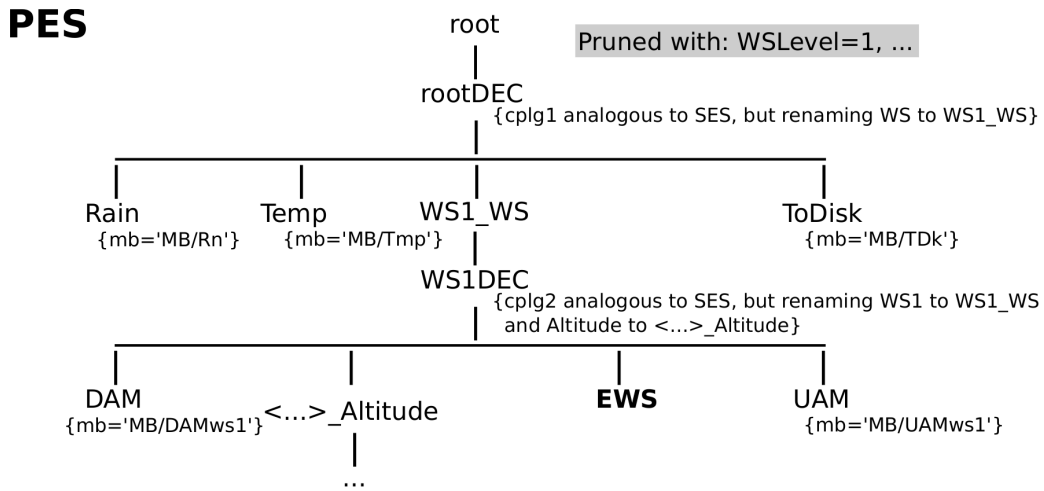 PES
root
Pruned with: WSLevel=1, ...
rootDEC
{cplg1 analogous to SES, but renaming WS to WS1_WS}
Rain
Temp
WS1_WS
ToDisk
{mb='MB/Rn'}
{mb='MB/Tmp'}
{mb='MB/TDk'}
WS1DEC
{cplg2 analogous to SES, but renaming WS1 to WS1_WS
and Altitude to <...>_Altitude}
DAM
<...>_Altitude
EWS
UAM
{mb='MB/DAMws1'}
{mb='MB/UAMws1'}
...